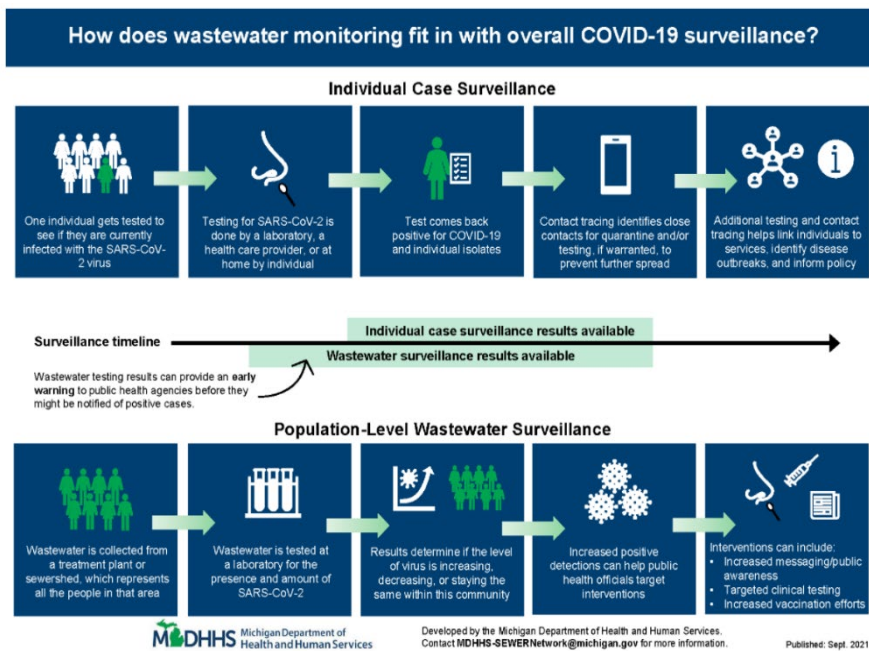 How does wastewater monitoring fit in with overall COVID-19 surveillance?
Individual Case Surveillance
One individual gets tested to
see if they are currently
infected with the SARS-CoV-
2 virus
Testing for SARS-CoV-2 is
done by a laboratory, a
health care provider, or at
home by individual
Test comes back
positive for COVID-19
and individual isolates
Contact tracing identifies close
contacts for quarantine and/or
testing, if warranted, to
prevent further spread
Additional testing and contact
tracing helps link individuals to
services, identify disease
outbreaks, and inform policy
Individual case surveillance results available
Surveillance timeline
Wastewater surveillance results available
Wastewater testing results can provide an early
warning to public health agencies before they
might be notified of positive cases.
Population-Level Wastewater Surveillance
Wastewater is collected from
a treatment plant or
sewershed, which represents
all the people in that area
Wastewater is tested at
a laboratory for the
presence and amount of
SARS-CoV-2
Results determine if the level
of virus is increasing,
decreasing, or staying the
same within this community
Increased positive
detections can help public
health officials target
interventions
Interventions can include:
• Increased messaging/public
awareness
• Targeted clinical testing
• Increased vaccination efforts
MDHHS Michigan Department of
Health and Human Services
Developed by the Michigan Department of Health and Human Services.
Contact MDHHS-SEWERNetwork@michigan.gov for more information.
Published: Sept. 2021